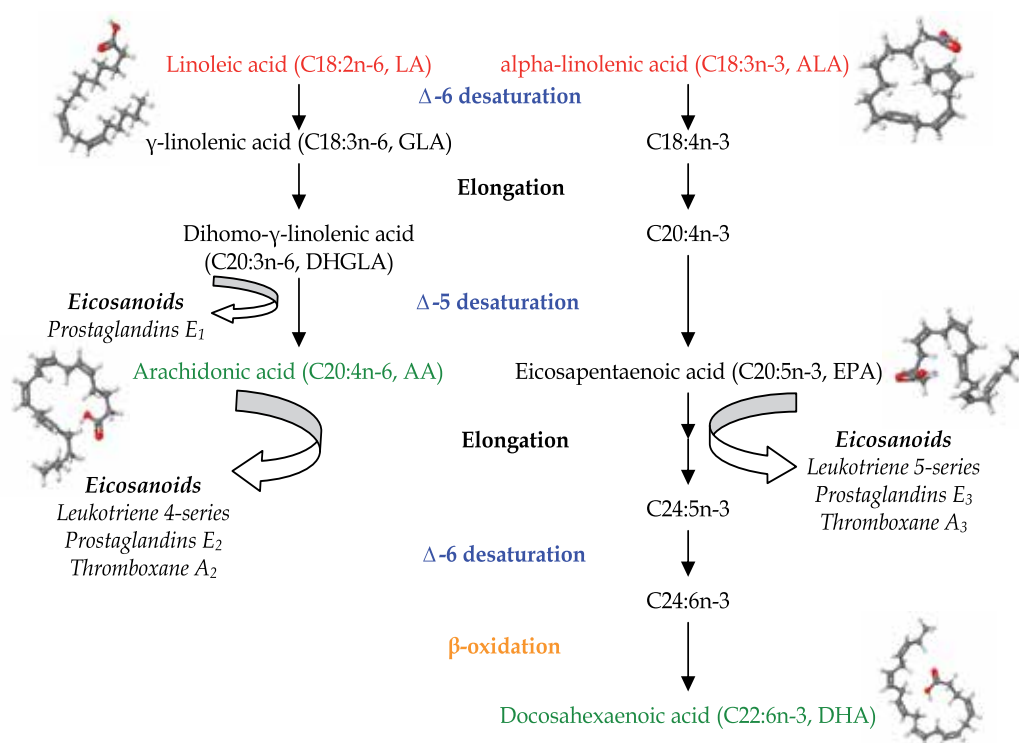 Linoleic acid (C18:2n-6, LA)
alpha-linolenic acid (C18:3n-3, ALA)
Δ-6 desaturation
γ-linolenic acid (C18:3n-6, GLA)
C18:4n-3
Elongation
Dihomo-γ-linolenic acid
(C20:3n-6, DHGLA)
C20:4n-3
Eicosanoids
Prostaglandins E1
Δ-5 desaturation
Arachidonic acid (C20:4n-6, AA)
Eicosapentaenoic acid (C20:5n-3, EPA)
Elongation
Eicosanoids
Leukotriene 5-series
Prostaglandins E3
Thromboxane A3
Eicosanoids
Leukotriene 4-series
Prostaglandins E2
Thromboxane A2
C24:5n-3
Δ-6 desaturation
C24:6n-3
β-oxidation
Docosahexaenoic acid (C22:6n-3, DHA)